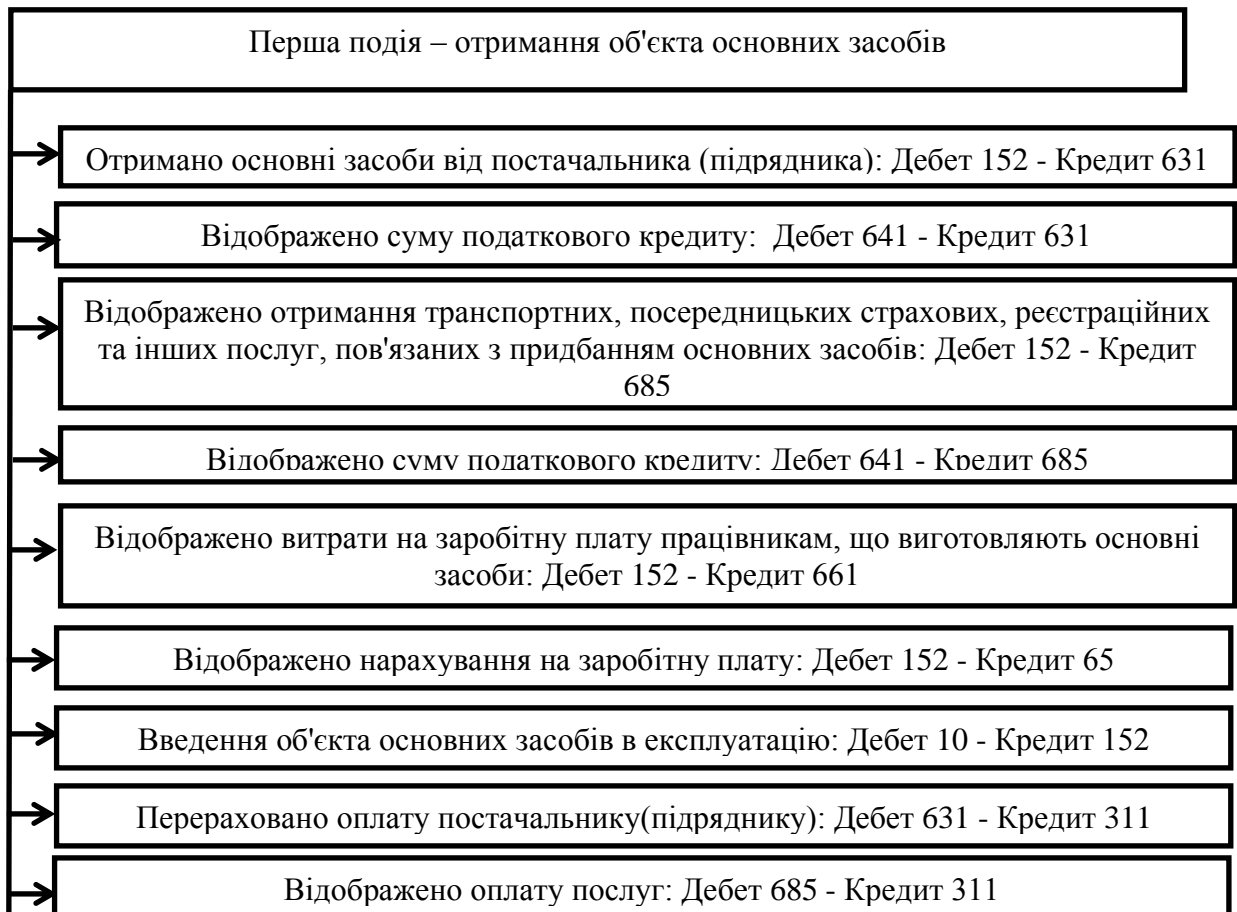 Перша подія – отримання об'єкта основних засобів
Отримано основні засоби від постачальника (підрядника): Дебет 152 - Кредит 631
Відображено суму податкового кредиту: Дебет 641 - Кредит 631
Відображено отримання транспортних, посередницьких страхових, реєстраційних
та інших послуг, пов'язаних з придбанням основних засобів: Дебет 152 - Кредит
685
Відображено суму податкового кредиту: Дебет 641 - Кредит 685
Відображено витрати на заробітну плату працівникам, що виготовляють основні
засоби: Дебет 152 - Кредит 661
Відображено нарахування на заробітну плату: Дебет 152 - Кредит 65
Введення об'єкта основних засобів в експлуатацію: Дебет 10 - Кредит 152
Перераховано оплату постачальнику(підряднику): Дебет 631 - Кредит 311
Відображено оплату послуг: Дебет 685 - Кредит 311